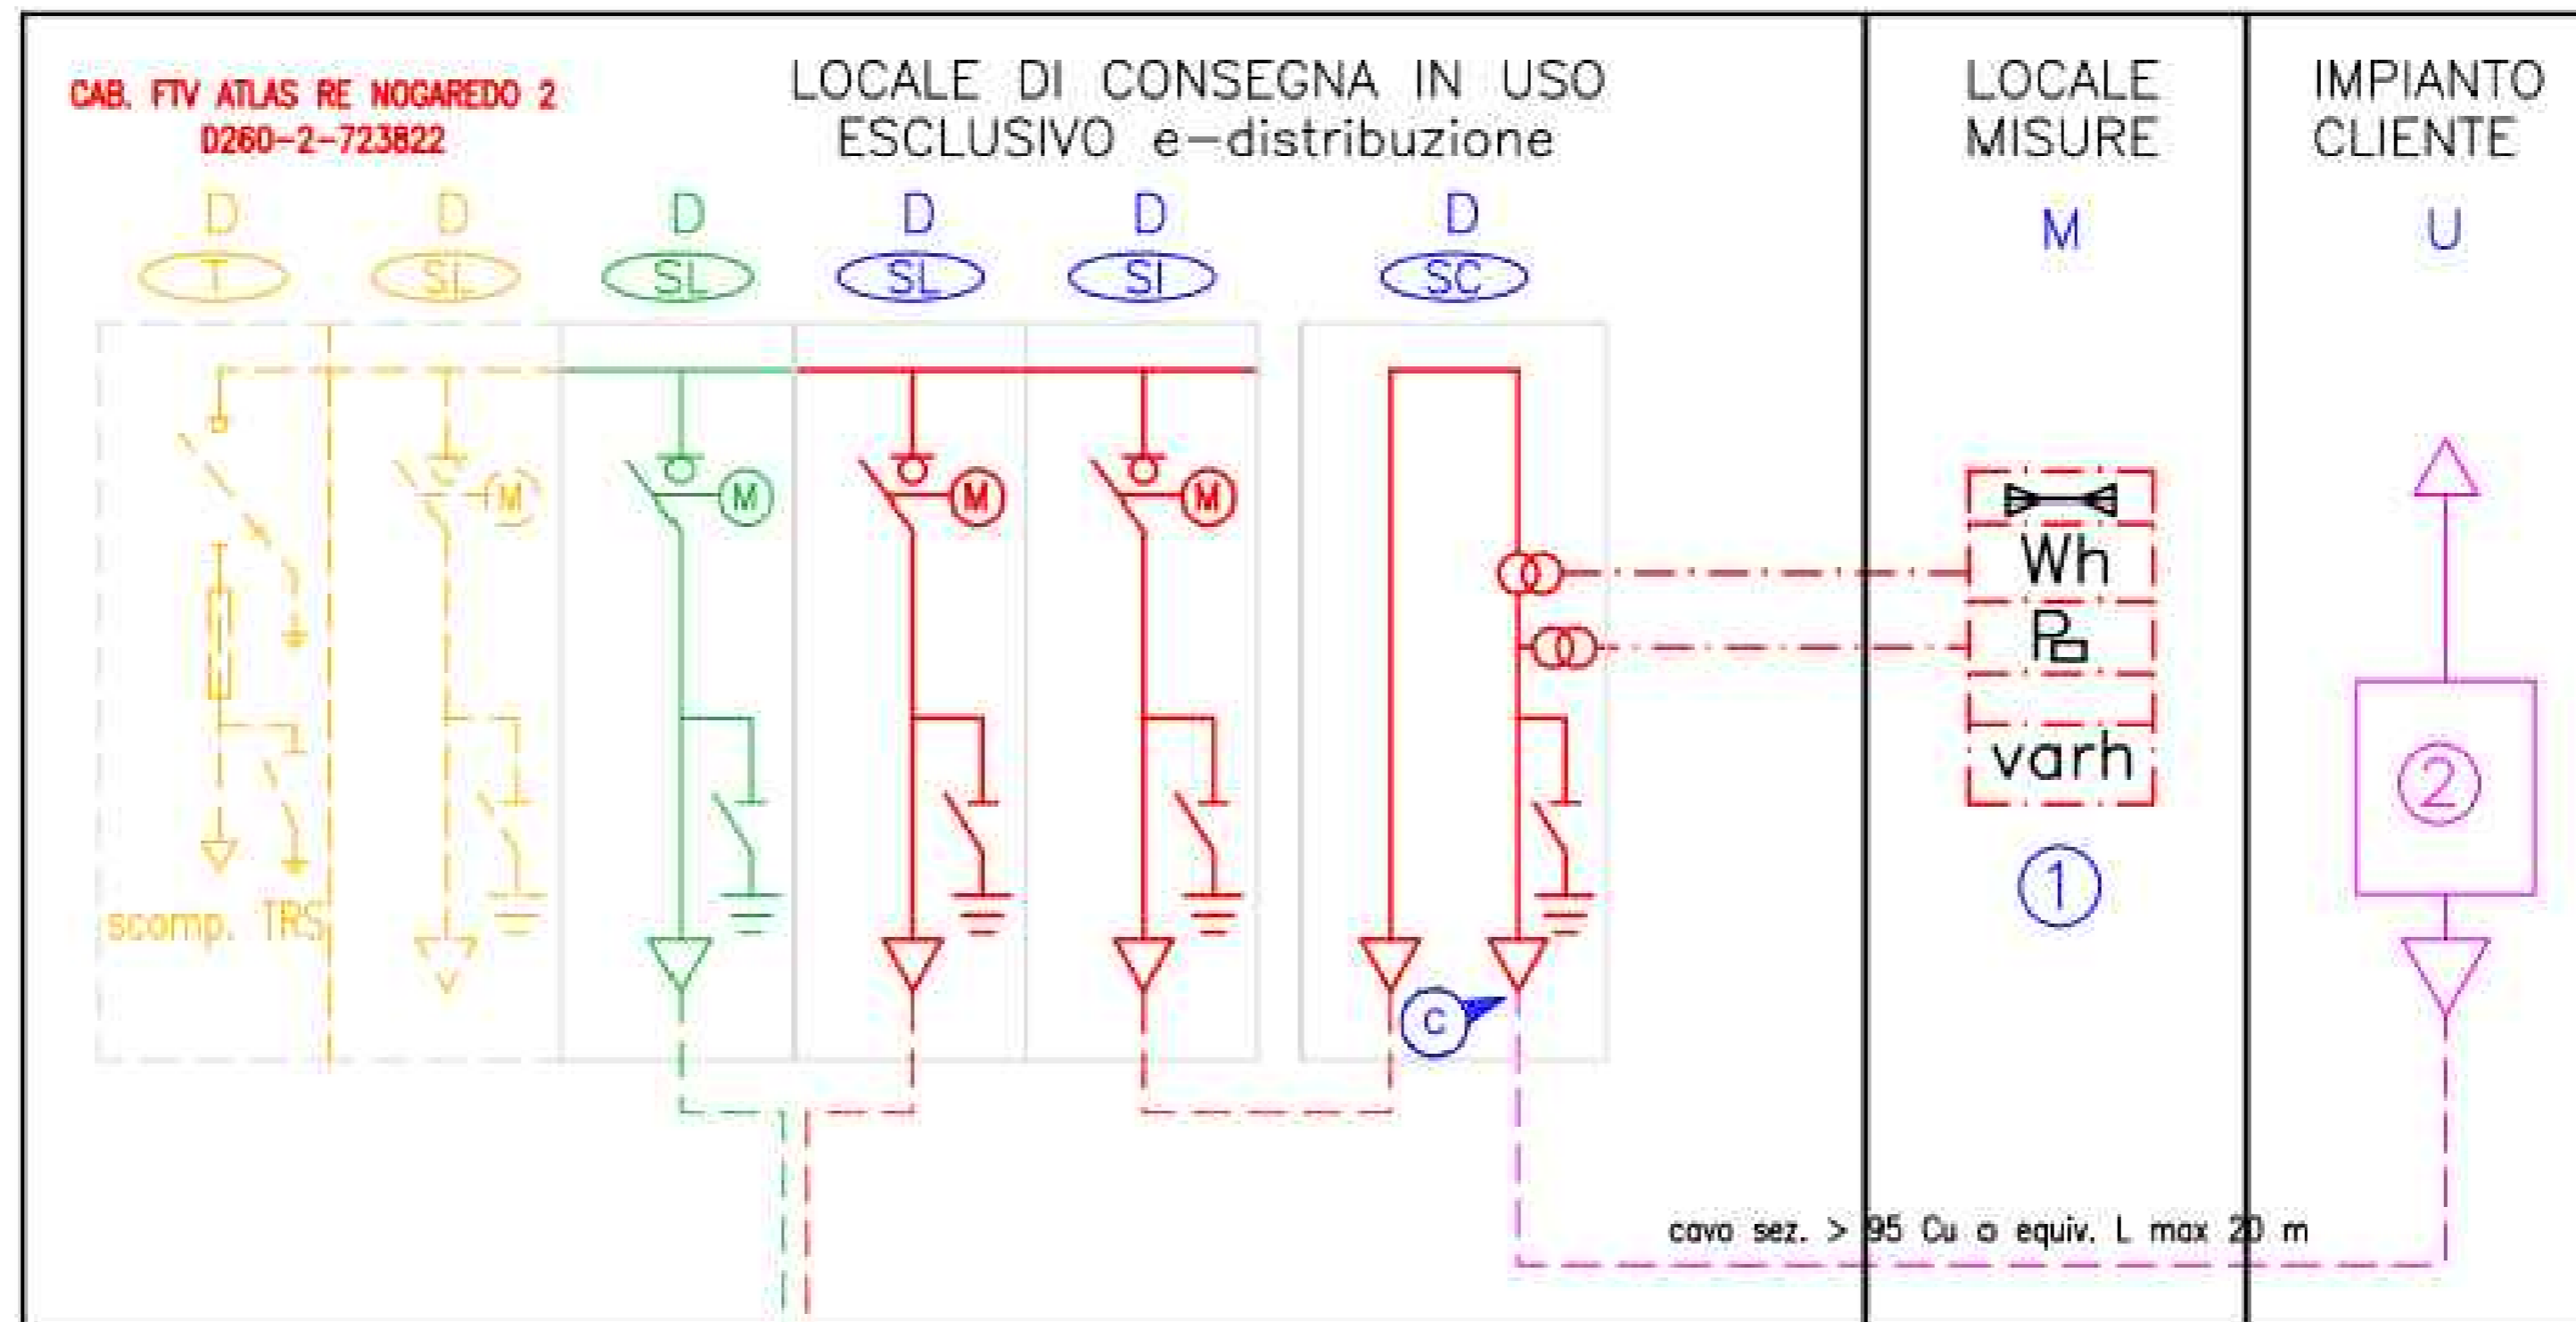 CAB. FTV ATLAS RE NOGAREDO 2
D260-2-723822
LOCALE DI CONSEGNA IN USO
ESCLUSIVO e-distribuzione
LOCALE
MISURE
IMPIANTO
CLIENTE
D D D D D D M U
T SL SL SL SI SC
M M M M
Wh
P
varh
1
2
scomp. TRS
C
cavo sez. > 95 Cu o equiv. L max 20 m